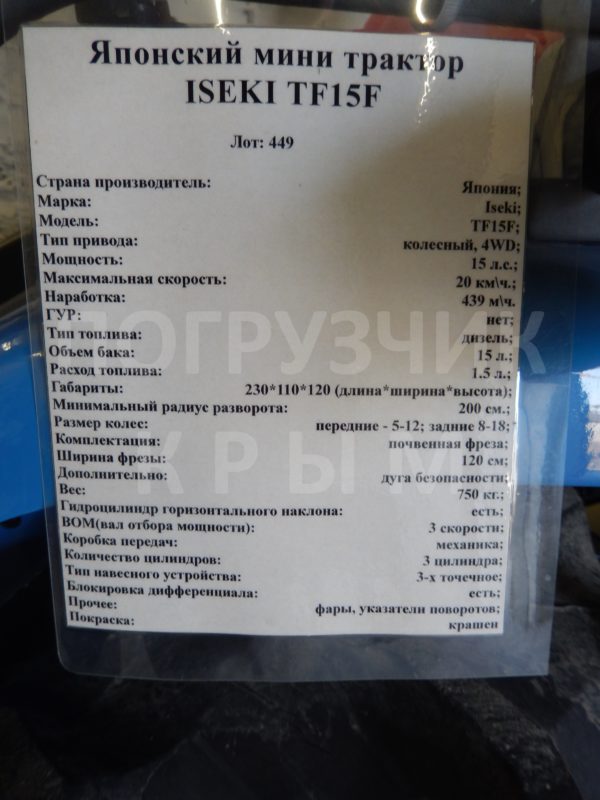 Японский мини трактор
ISEKI TF15F
Лот: 449
Страна производитель: Япония;
Марка: Iseki;
Модель: TF15F;
Тип привода: колесный, 4WD;
Мощность: 15 л.с.;
Максимальная скорость: 20 км\ч.;
Наработка: 439 м\ч.
ГУР: нет;
Тип топлива: дизель;
Объем бака: 15 л.;
Расход топлива: 1.5 л.;
Габариты: 230*110*120 (длина*ширина*высота);
Минимальный радиус разворота: 200 см.;
Размер колес: передние - 5-12; задние 8-18;
Комплектация: почвенная фреза;
Ширина фрезы: 120 см;
Дополнительно: дуга безопасности;
Вес: 750 кг.;
Гидроцилиндр горизонтального наклона: есть;
ВОМ(вал отбора мощности): 3 скорости;
Коробка передач: механика;
Количество цилиндров: 3 цилиндра;
Тип навесного устройства: 3-х точечное;
Блокировка дифференциала: есть;
Прочее: фары, указатели поворотов;
Покраска: крашен
ПОГРУЗЧИК
КРЫМ